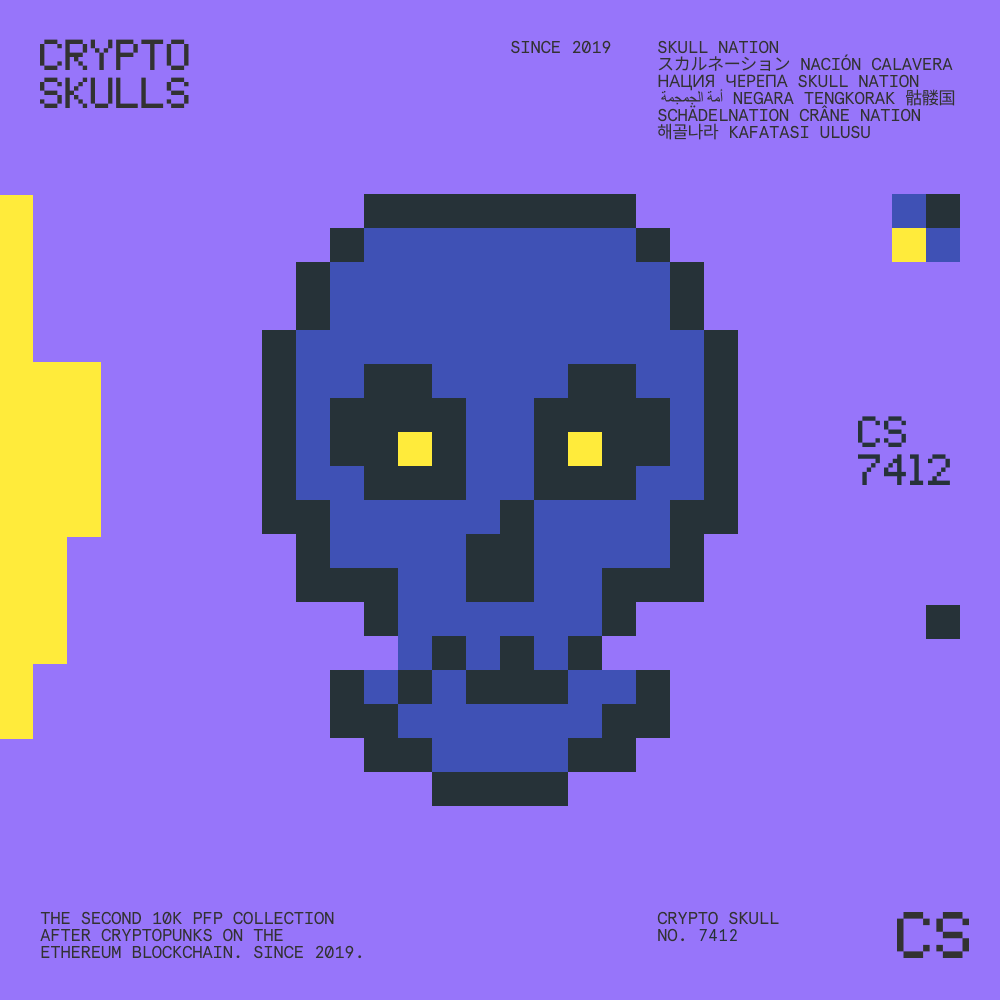 CRYPTO
SKULLS
SINCE 2019
SKULL NATION
スカルネーション NACIÓN CALAVERA
НАЦИЯ ЧЕРЕПА SKULL NATION
أمة الجمجمة NEGARA TENGKORAK 骷髅国
SCHÄDELNATION CRÂNE NATION
해골나라 KAFATASI ULUSU
CS
7412
THE SECOND 10K PFP COLLECTION
AFTER CRYPTOPUNKS ON THE
ETHEREUM BLOCKCHAIN. SINCE 2019.
CRYPTO SKULL
NO. 7412
CS